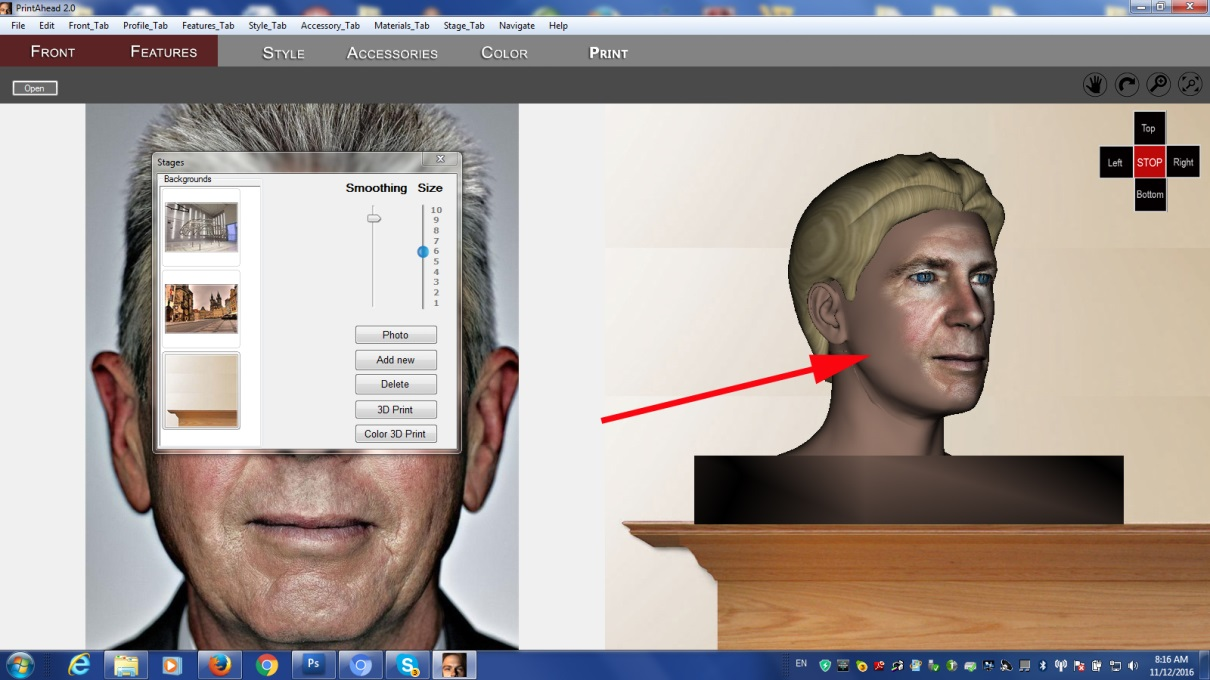 PrintAhead 2.0
File Edit Front_Tab Profile_Tab Features_Tab Style_Tab Accessory_Tab Materials_Tab Stage_Tab Navigate Help
FRONT FEATURES STYLE ACCESSORIES COLOR PRINT
Open
Stages
Backgrounds
Smoothing Size
10
9
8
7
6
5
4
3
2
1
Photo
Add new
Delete
3D Print
Color 3D Print
Top
Left STOP Right
Bottom
Ps
EN
8:16 AM
11/12/2016